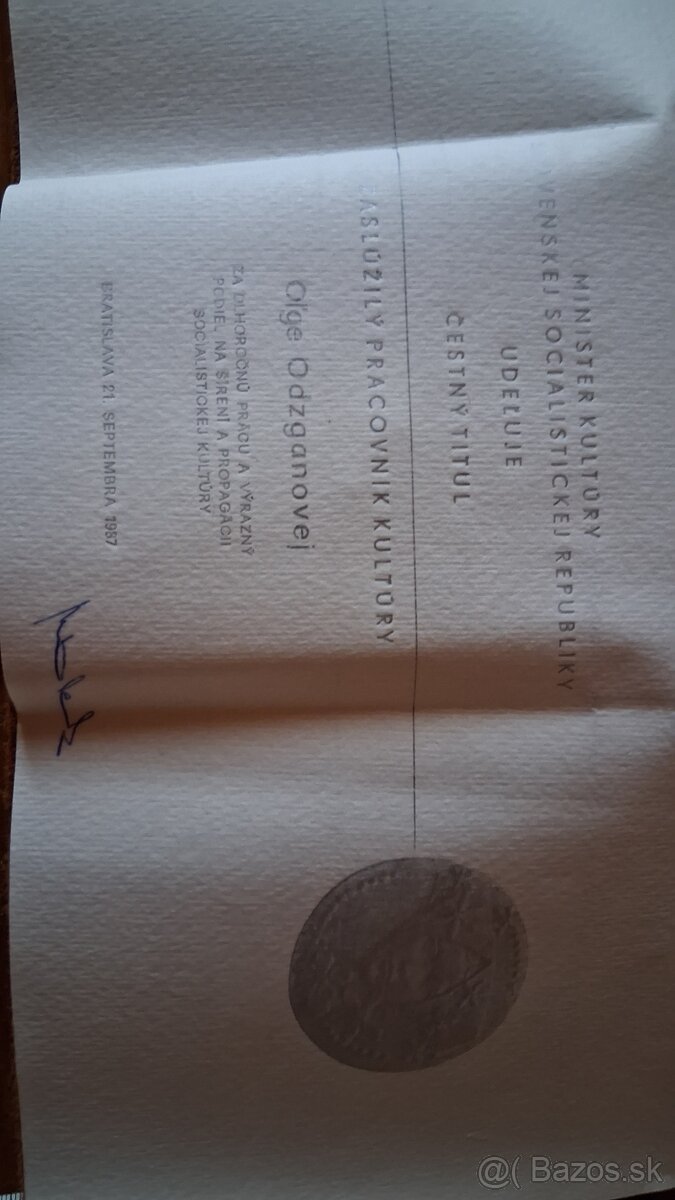 MINISTER KULTÚRY
VENSKEJ SOCIALISTICKEJ REPUBLIKY
UDEĽUJE
ČESTNÝ TITUL
ZASLÚŽILÝ PRACOVNÍK KULTÚRY
Oľge Odzganovej
ZA DLHOROČNÚ PRÁCU A VÝRAZNÝ
PODIEL NA ŠÍRENÍ A PROPAGÁCII
SOCIALISTICKEJ KULTÚRY
BRATISLAVA 21. SEPTEMBRA 1987
@( Bazos.sk